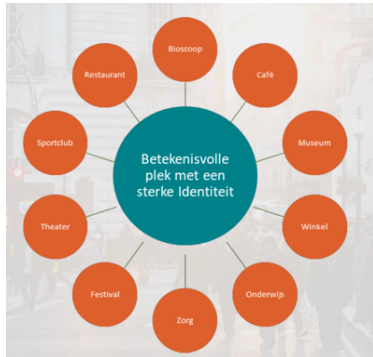 Bioscoop
Café
Museum
Winkel
Onderwijs
Zorg
Festival
Theater
Sportclub
Restaurant
Betekenisvolle
plek met een
sterke Identiteit